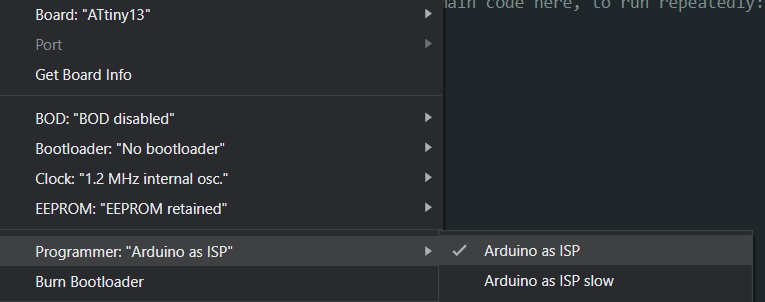 Board: "ATtiny13"
main code here, to run repeatedly:
Port
Get Board Info
BOD: "BOD disabled"
Bootloader: "No bootloader"
Clock: "1.2 MHz internal osc."
EEPROM: "EEPROM retained"
Programmer: "Arduino as ISP"
Arduino as ISP
Burn Bootloader
Arduino as ISP slow